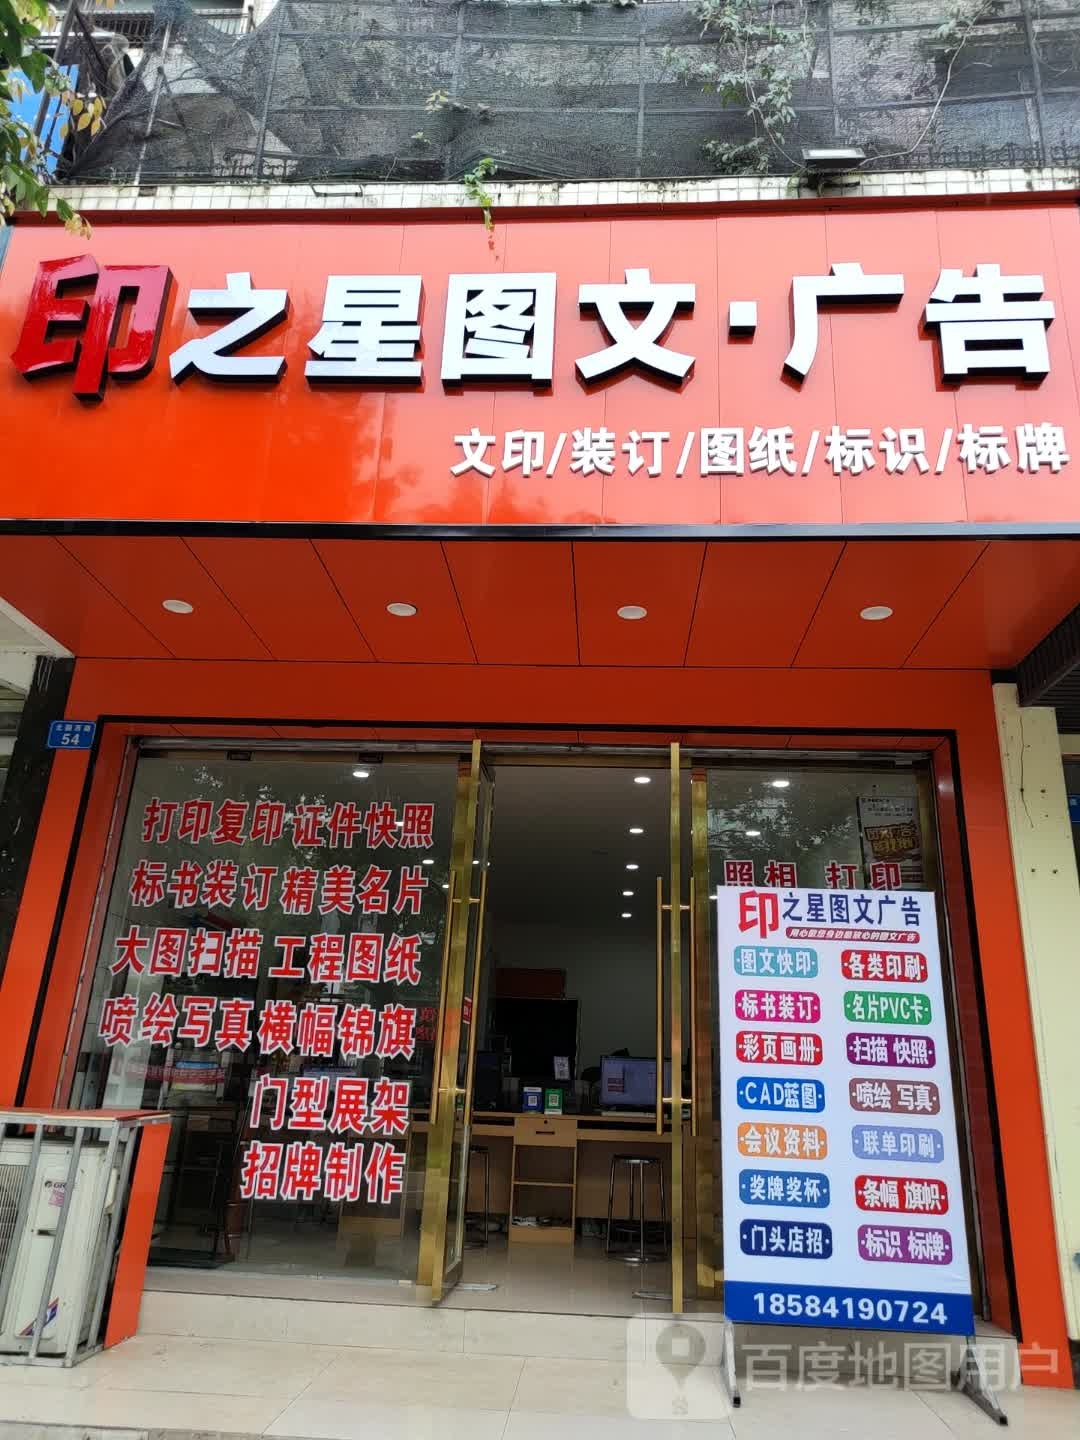 印之星图文·广告
文印/装订/图纸/标识/标牌
54
打印复印 证件快照
标书装订 精美名片
大图扫描 工程图纸
喷绘写真 横幅锦旗
门型展架
招牌制作
照相 打印
印之星图文广告
图文快印 各类印刷
·标书装订· ·名片PVC卡·
彩页画册 ·扫描 快照·
·CAD蓝图 ·喷绘 写真·
·会议资料 ·联单印刷
·奖牌奖杯· ·条幅 旗帜
·门头店招· ·标识 标牌·
18584190724
百度地图用户